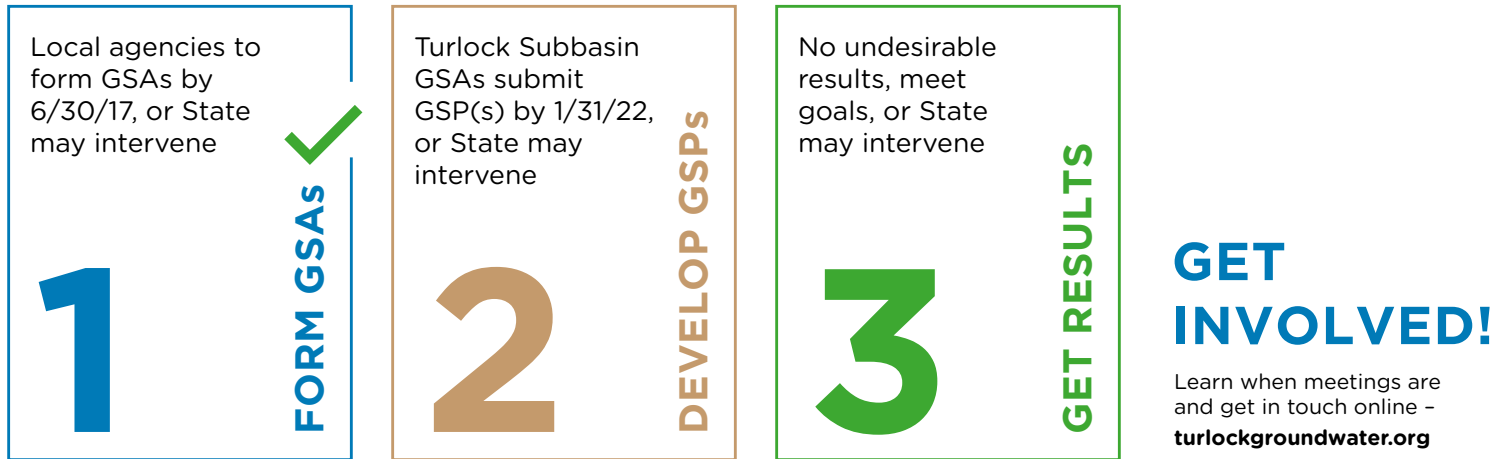 Local agencies to
form GSAs by
6/30/17, or State
may intervene
FORM GSAs
1
Turlock Subbasin
GSAs submit
GSP(s) by 1/31/22,
or State may
intervene
DEVELOP GSPs
2
No undesirable
results, meet
goals, or State
may intervene
GET RESULTS
3
GET
INVOLVED!
Learn when meetings are
and get in touch online –
turlockgroundwater.org